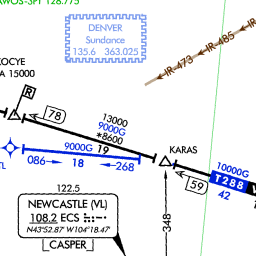 AWOS-3PT 128.775
DENVER
Sundance
135.6 363.025
IR-473
IR-485
OCYE
A 15000
R
78
13000
9000G
*8600
19
9000G
086
18
268
KARAS
10000G
T288
42
59
348
122.5
NEWCASTLE (VL)
108.2 ECS
N43°52.87' W104°18.47'
CASPER